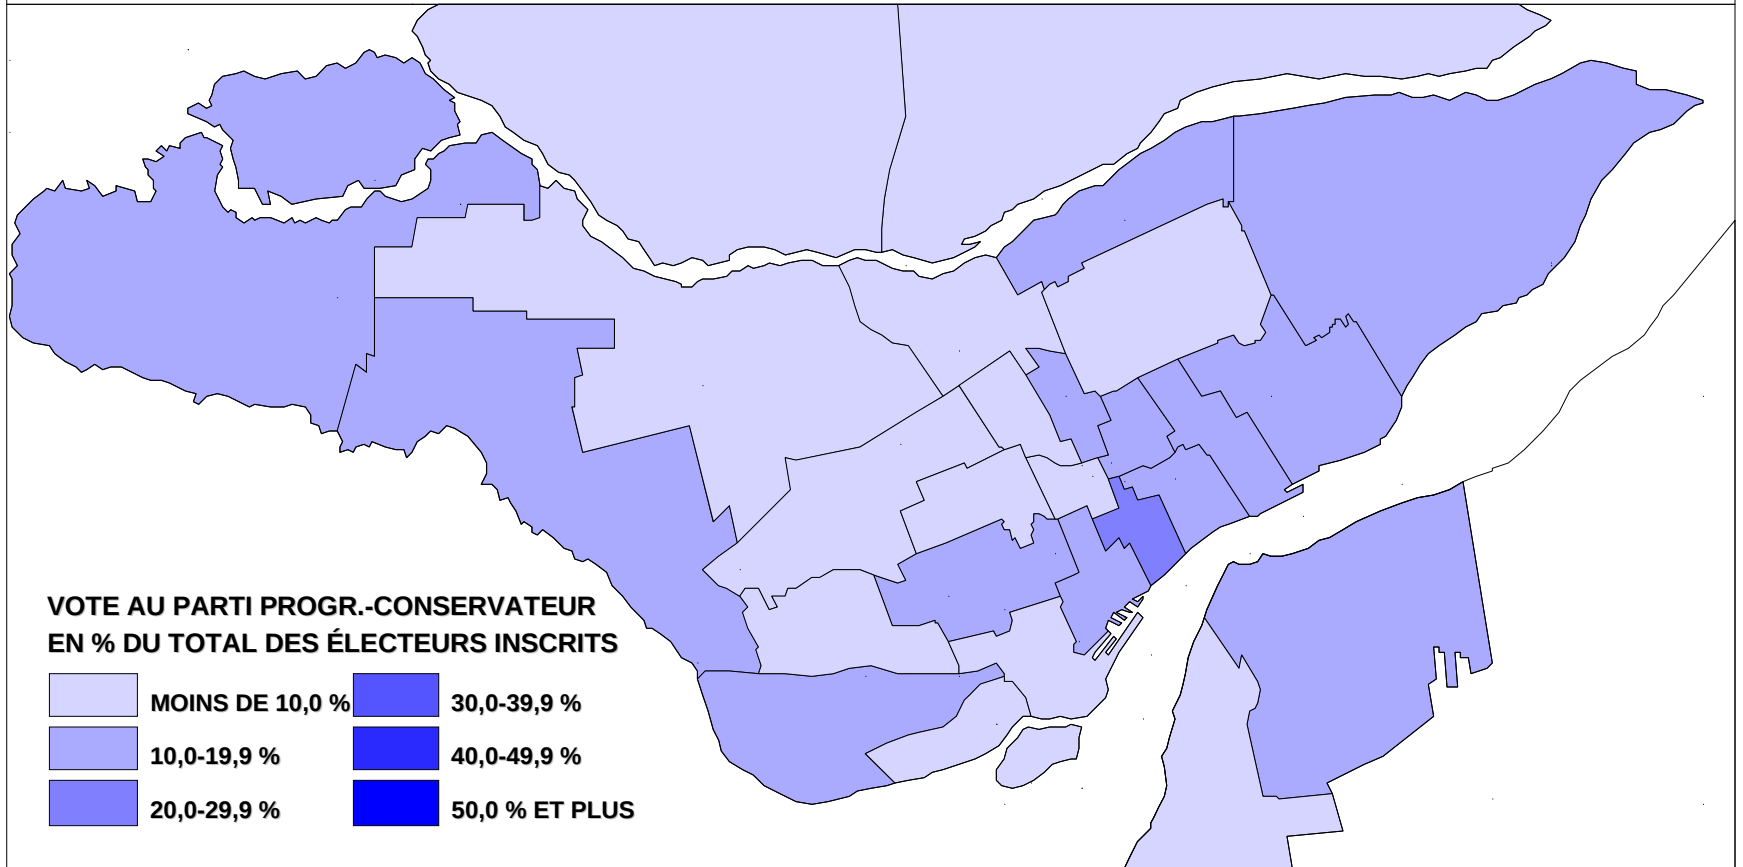 VOTE AU PARTI PROGR.-CONSERVATEUR
EN % DU TOTAL DES ÉLECTEURS INSCRITS
MOINS DE 10,0 %
10,0-19,9 %
20,0-29,9 %
30,0-39,9 %
40,0-49,9 %
50,0 % ET PLUS